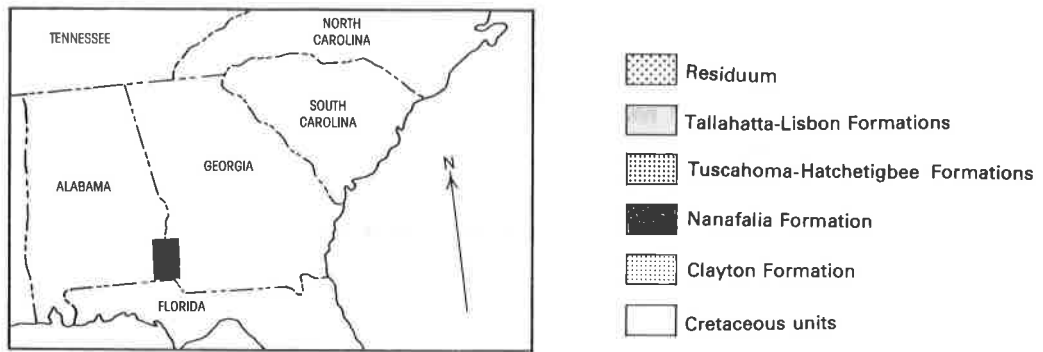 TENNESSEE
NORTH
CAROLINA
SOUTH
CAROLINA
GEORGIA
ALABAMA
N
FLORIDA
Residuum
Tallahatta-Lisbon Formations
Tuscahoma-Hatchetigbee Formations
Nanafalia Formation
Clayton Formation
Cretaceous units